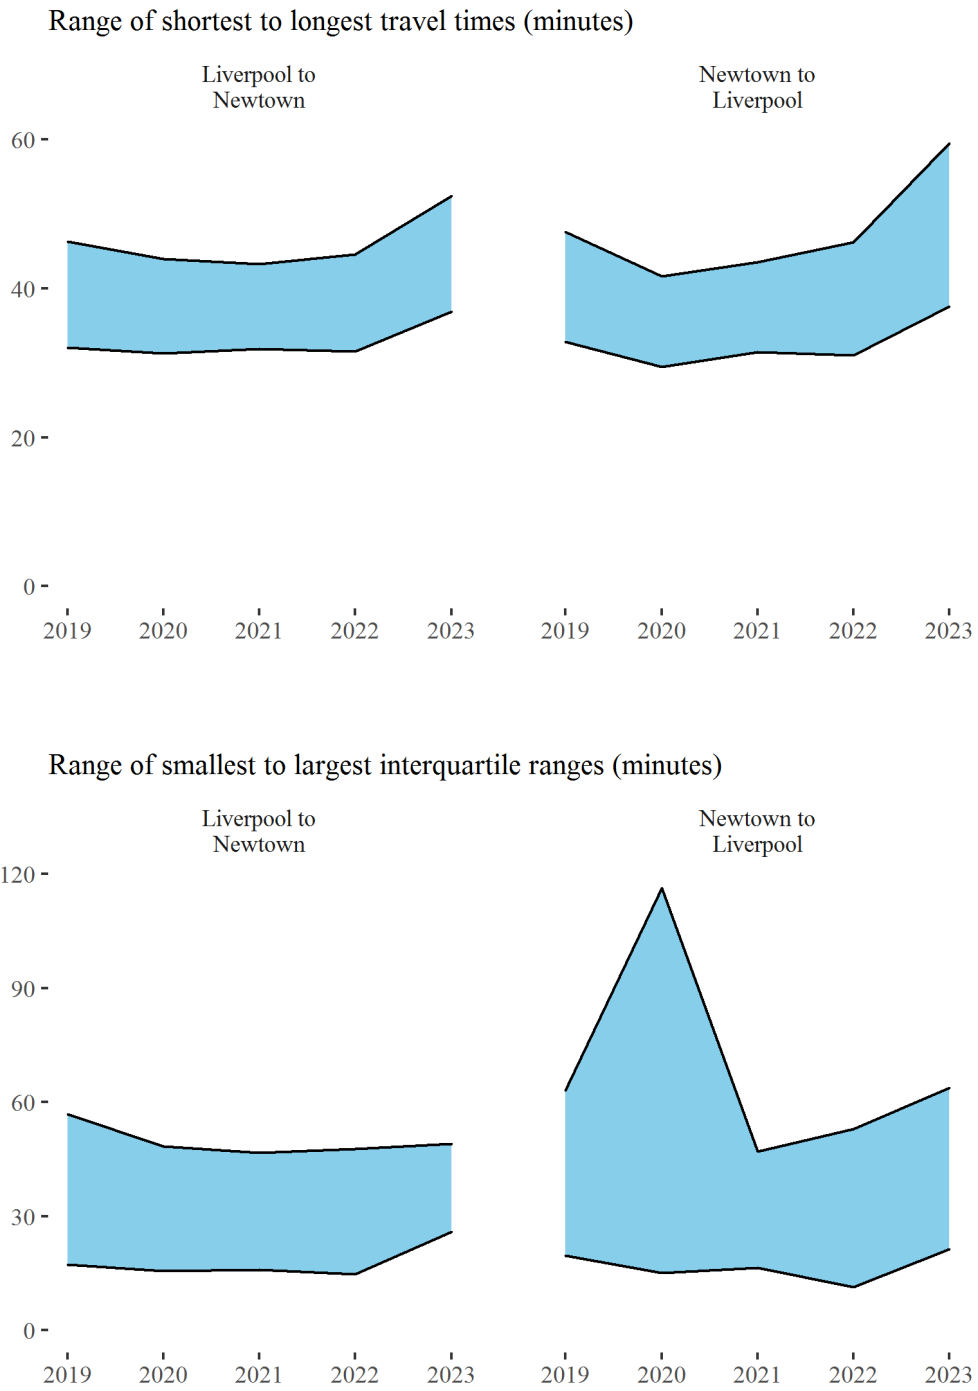 Range of shortest to longest travel times (minutes)
Liverpool to
Newtown
Newtown to
Liverpool
60
40
20
0
2019 2020 2021 2022 2023
2019 2020 2021 2022 2023
Range of smallest to largest interquartile ranges (minutes)
Liverpool to
Newtown
Newtown to
Liverpool
120
90
60
30
0
2019 2020 2021 2022 2023
2019 2020 2021 2022 2023